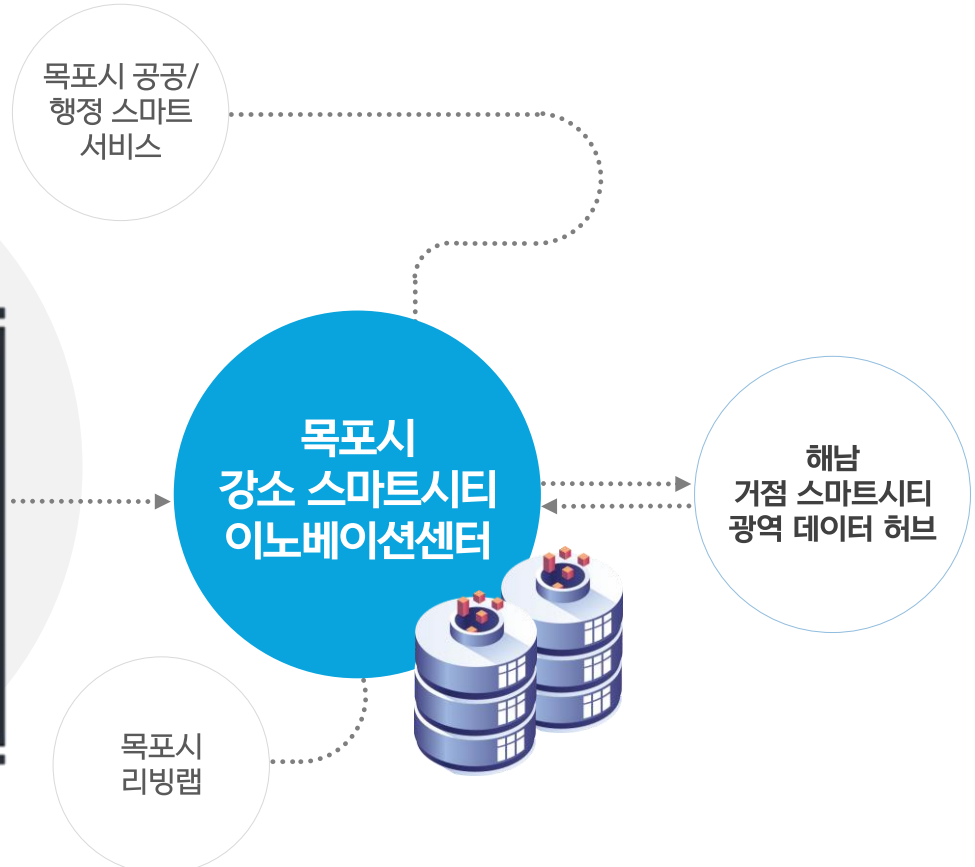 목포시 공공/
행정 스마트
서비스
목포시
강소 스마트시티
이노베이션센터
해남
거점 스마트시티
광역 데이터 허브
목포시
리빙랩